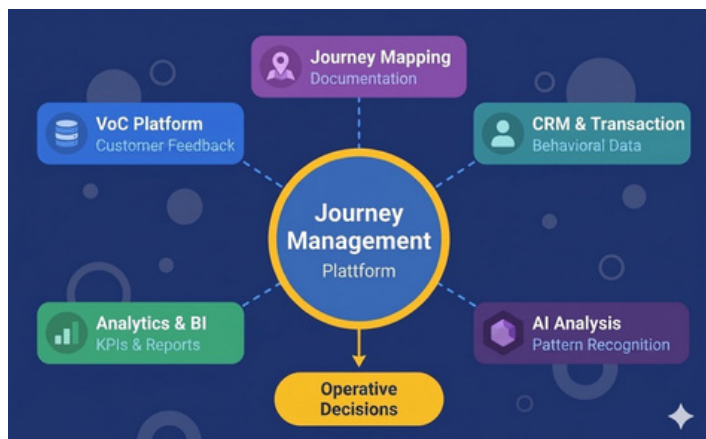 Journey Mapping
Documentation
VoC Platform
Customer Feedback
CRM & Transaction
Behavioral Data
Journey
Management
Plattform
Analytics & BI
KPIs & Reports
AI Analysis
Pattern Recognition
Operative
Decisions